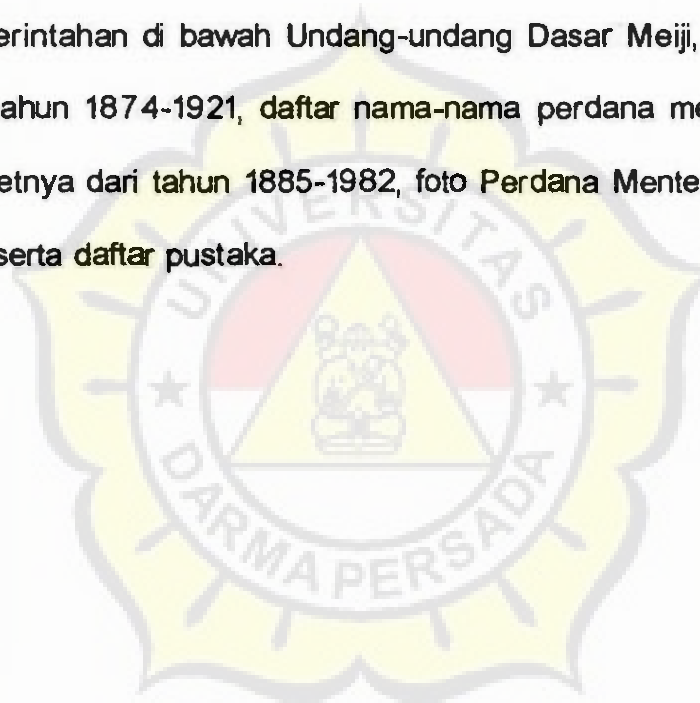 erintahan di bawah Undang-undang Dasar Meiji,
ahun 1874-1921, daftar nama-nama perdana me
etnya dari tahun 1885-1982, foto Perdana Mente
serta daftar pustaka.
UNIVERSITAS
DARMA PERSADA